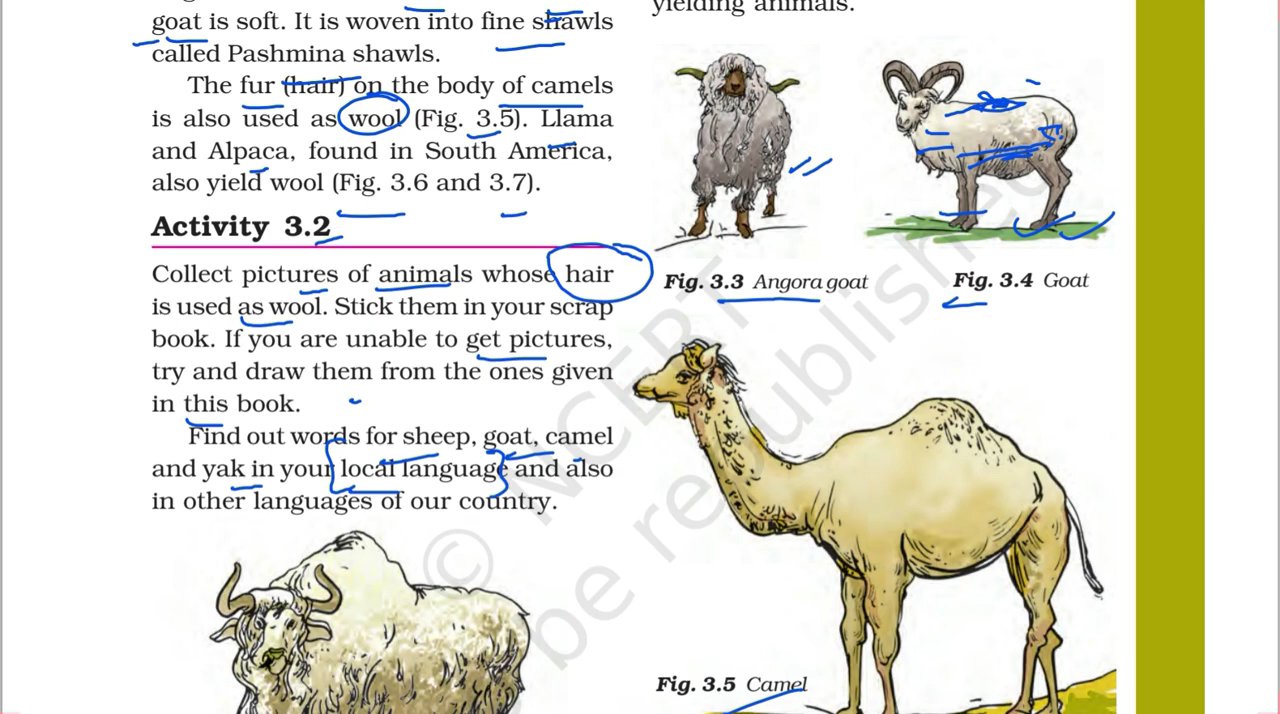 goat is soft. It is woven into fine shawls
called Pashmina shawls.
The fur (hair) on the body of camels
is also used as wool (Fig. 3.5). Llama
and Alpaca, found in South America,
also yield wool (Fig. 3.6 and 3.7).
Activity 3.2
Collect pictures of animals whose hair
is used as wool. Stick them in your scrap
book. If you are unable to get pictures,
try and draw them from the ones given
in this book.
Find out words for sheep, goat, camel
and yak in your local language and also
in other languages of our country.
yielding animals.
Fig. 3.3 Angora goat
Fig. 3.4 Goat
Fig. 3.5 Camel
© NCERT
be republished